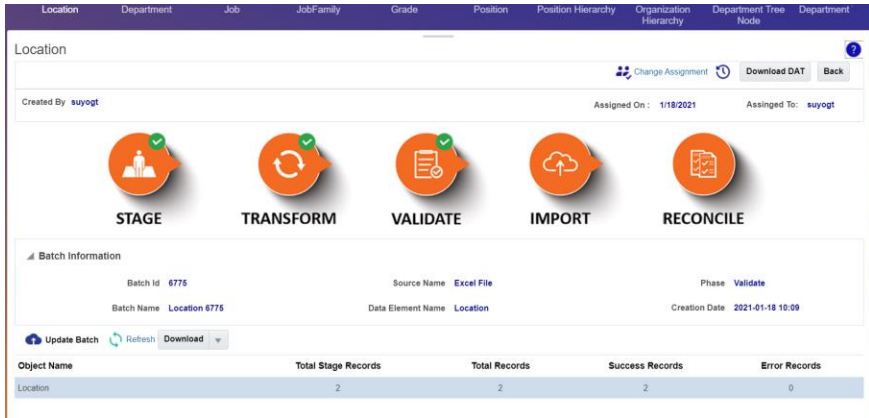 Location Department Job JobFamily Grade Position Position Hierarchy Organization Hierarchy Department Tree Node Department
Location
?
Change Assignment Download DAT Back
Created By suyogt Assigned On : 1/18/2021 Assinged To: suyogt
STAGE TRANSFORM VALIDATE IMPORT RECONCILE
Batch Information
Batch Id 6775 Source Name Excel File Phase Validate
Batch Name Location 6775 Data Element Name Location Creation Date 2021-01-18 10:09
Update Batch Refresh Download
Object Name Total Stage Records Total Records Success Records Error Records
Location 2 2 2 0